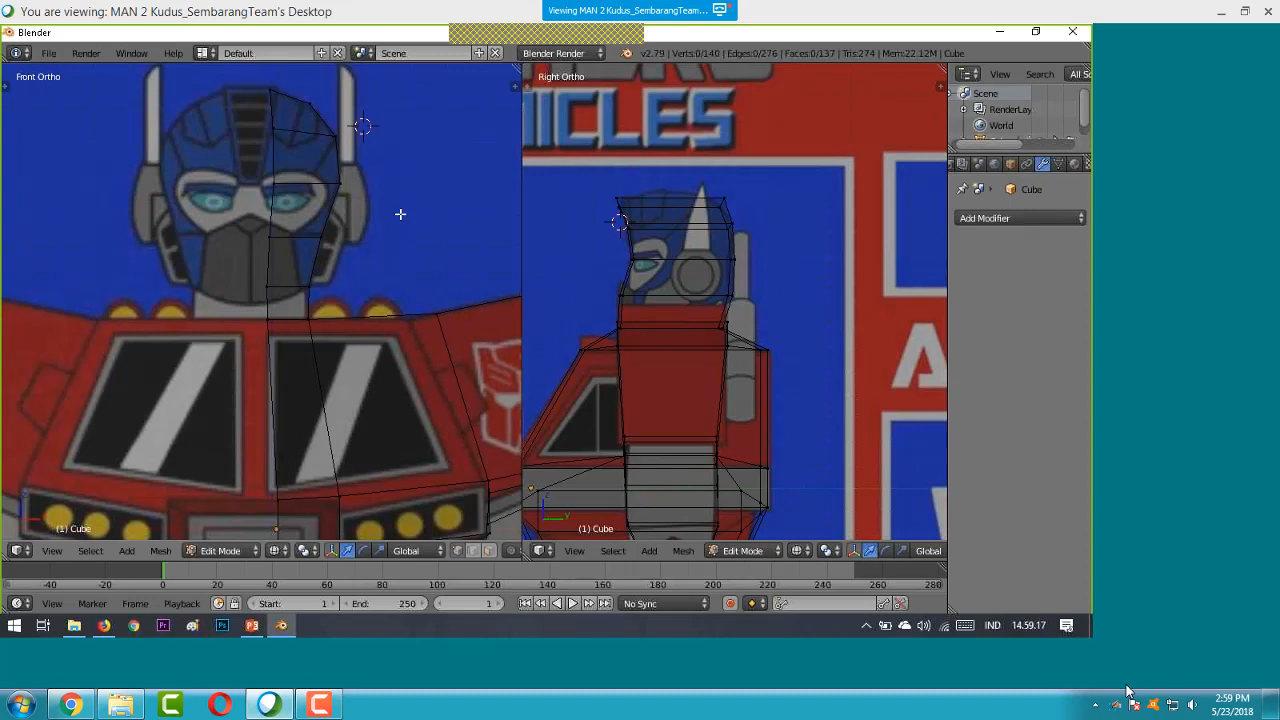 You are viewing: MAN 2 Kudus_SembarangTeam's Desktop
Viewing MAN 2 Kudus_SembarangTeam...
Blender
File Render Window Help Default Scene Blender Render v2.79 | Verts:0/140 | Edges:0/276 | Faces:0/137 | Tris:274 | Mem:22.12M | Cube
Front Ortho
Right Ortho
View Search All Sc
Scene
RenderLay
World
ICLES
Cube
Add Modifier
A
(1) Cube
(1) Cube
View Select Add Mesh Edit Mode Global
View Select Add Mesh Edit Mode Global
-40 -20 0 20 40 60 80 100 120 140 160 180 200 220 240 260 280
View Marker Frame Playback Start: 1 End: 250 1 No Sync
IND 14.59.17
2:59 PM
5/23/2018